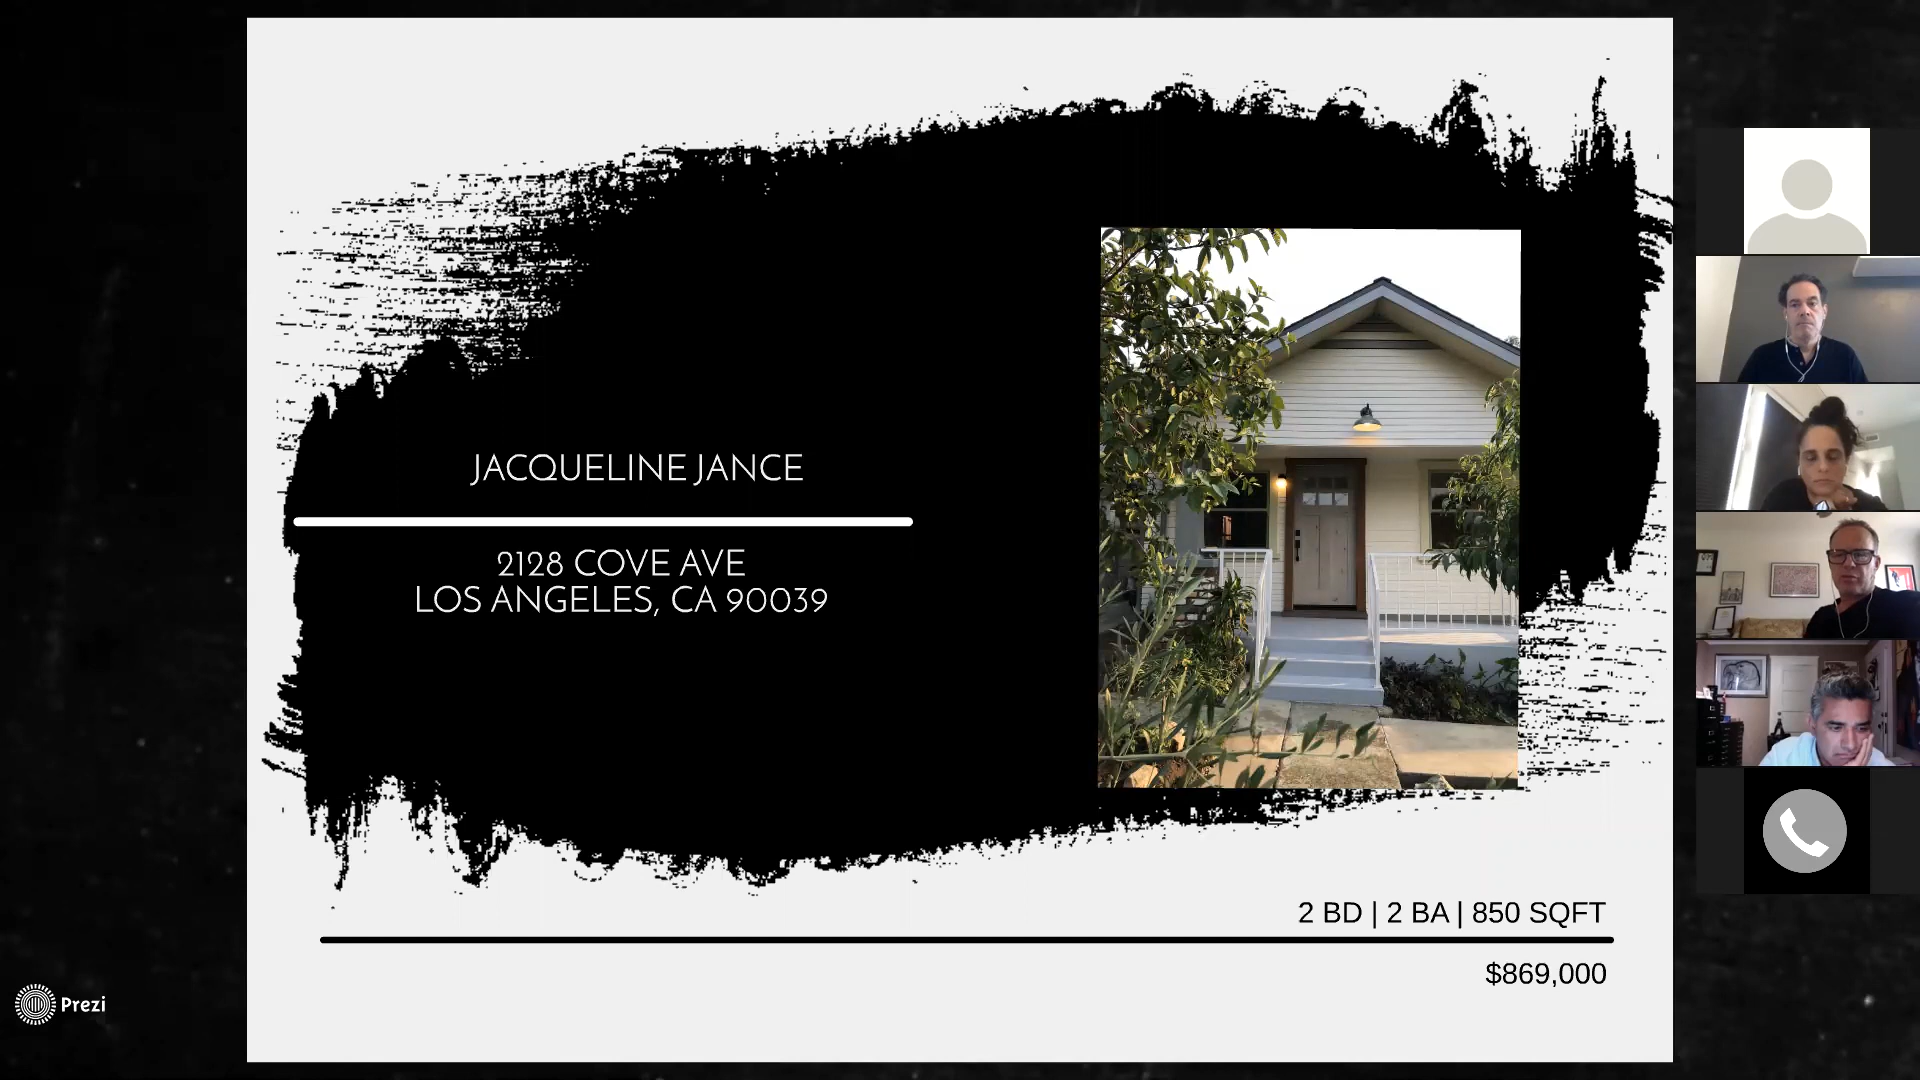 JACQUELINE JANCE
2128 COVE AVE
LOS ANGELES, CA 90039
2 BD | 2 BA | 850 SQFT
$869,000
Prezi